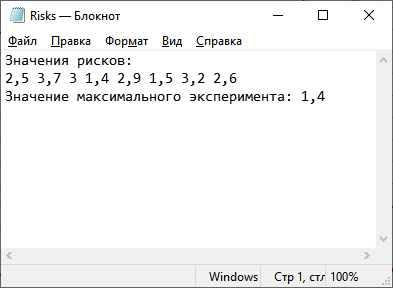 Risks — Блокнот
Файл Правка Формат Вид Справка
Значения рисков:
2,5 3,7 3 1,4 2,9 1,5 3,2 2,6
Значение максимального эксперимента: 1,4
Windows Стр 1, стл 100%